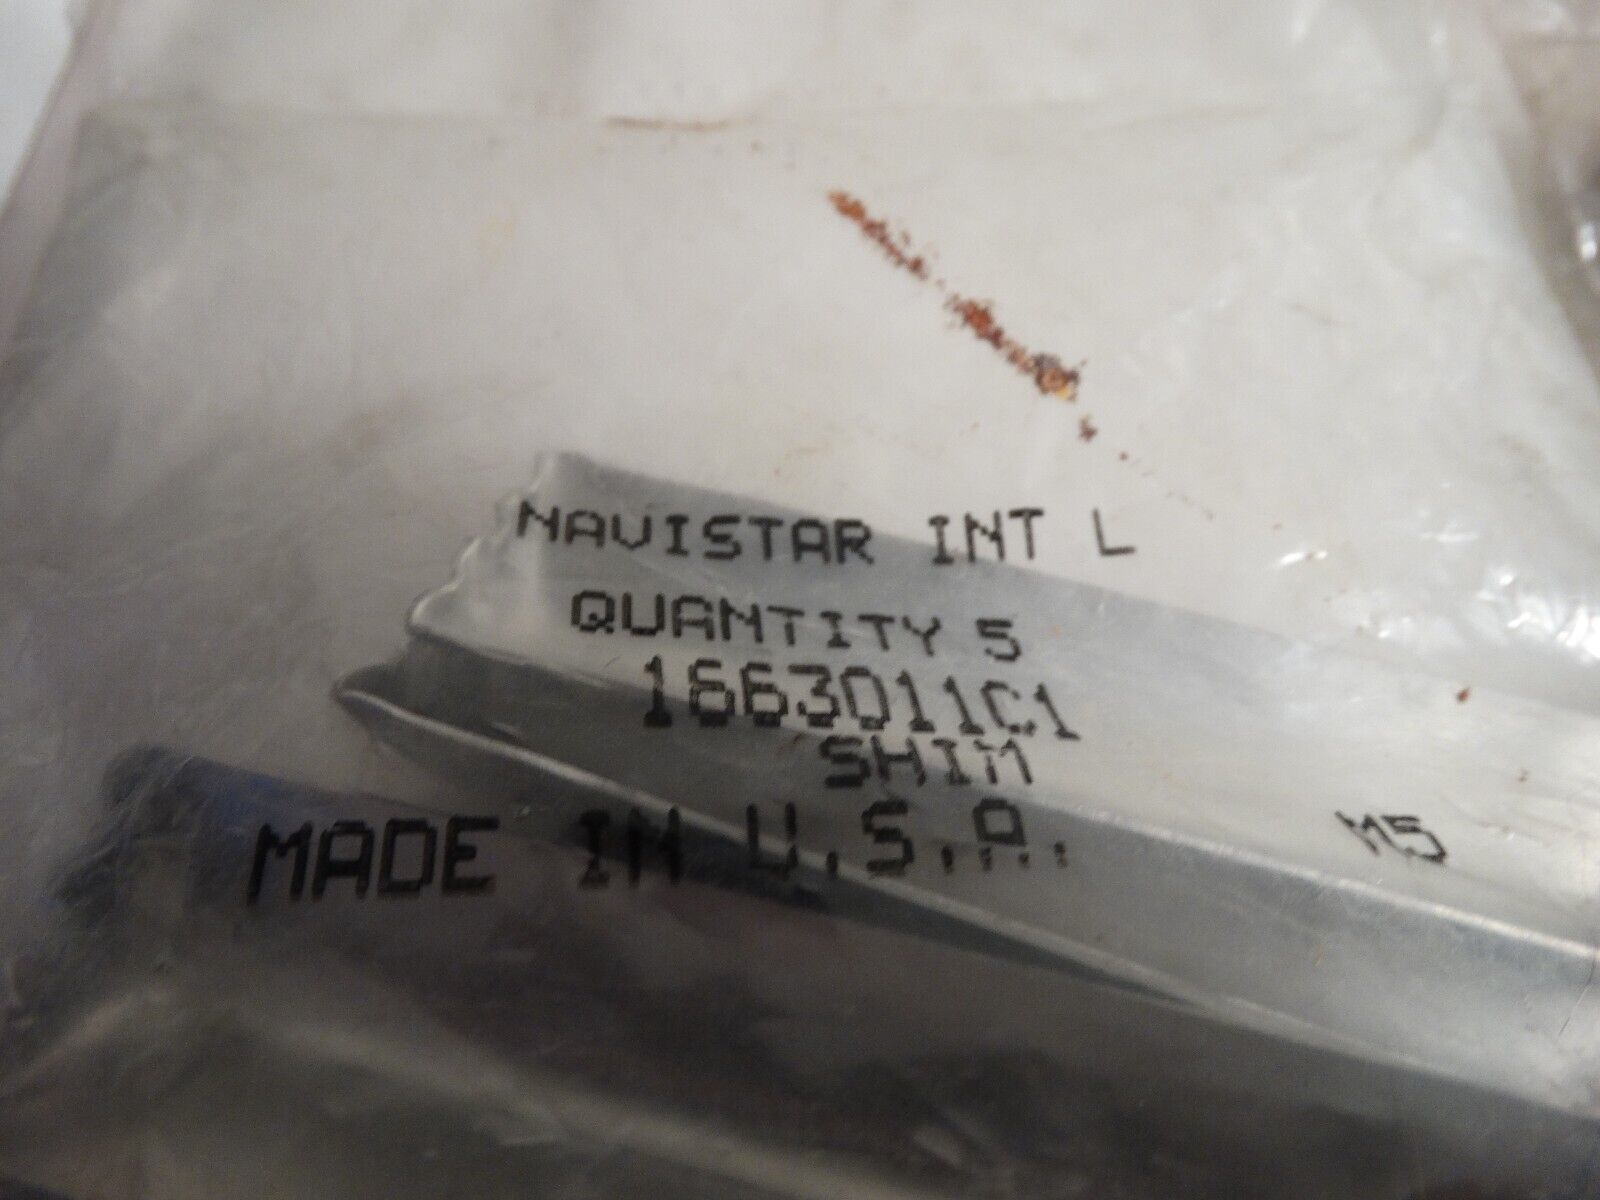 NAVISTAR INT L
QUANTITY 5
1663011C1
SHIM
MADE IN U.S.A.
M5